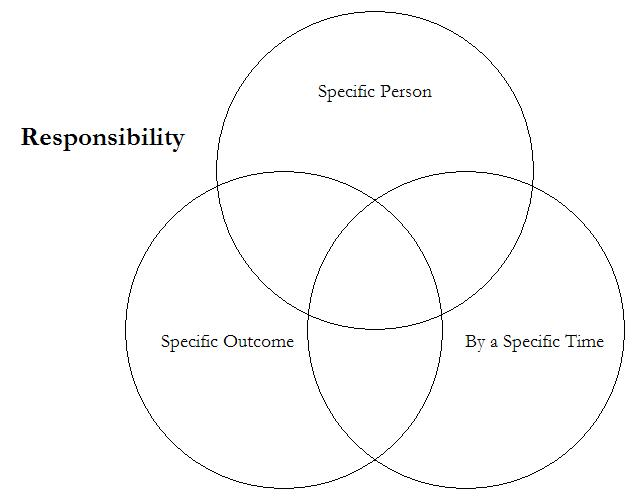 Specific Person
Responsibility
Specific Outcome
By a Specific Time